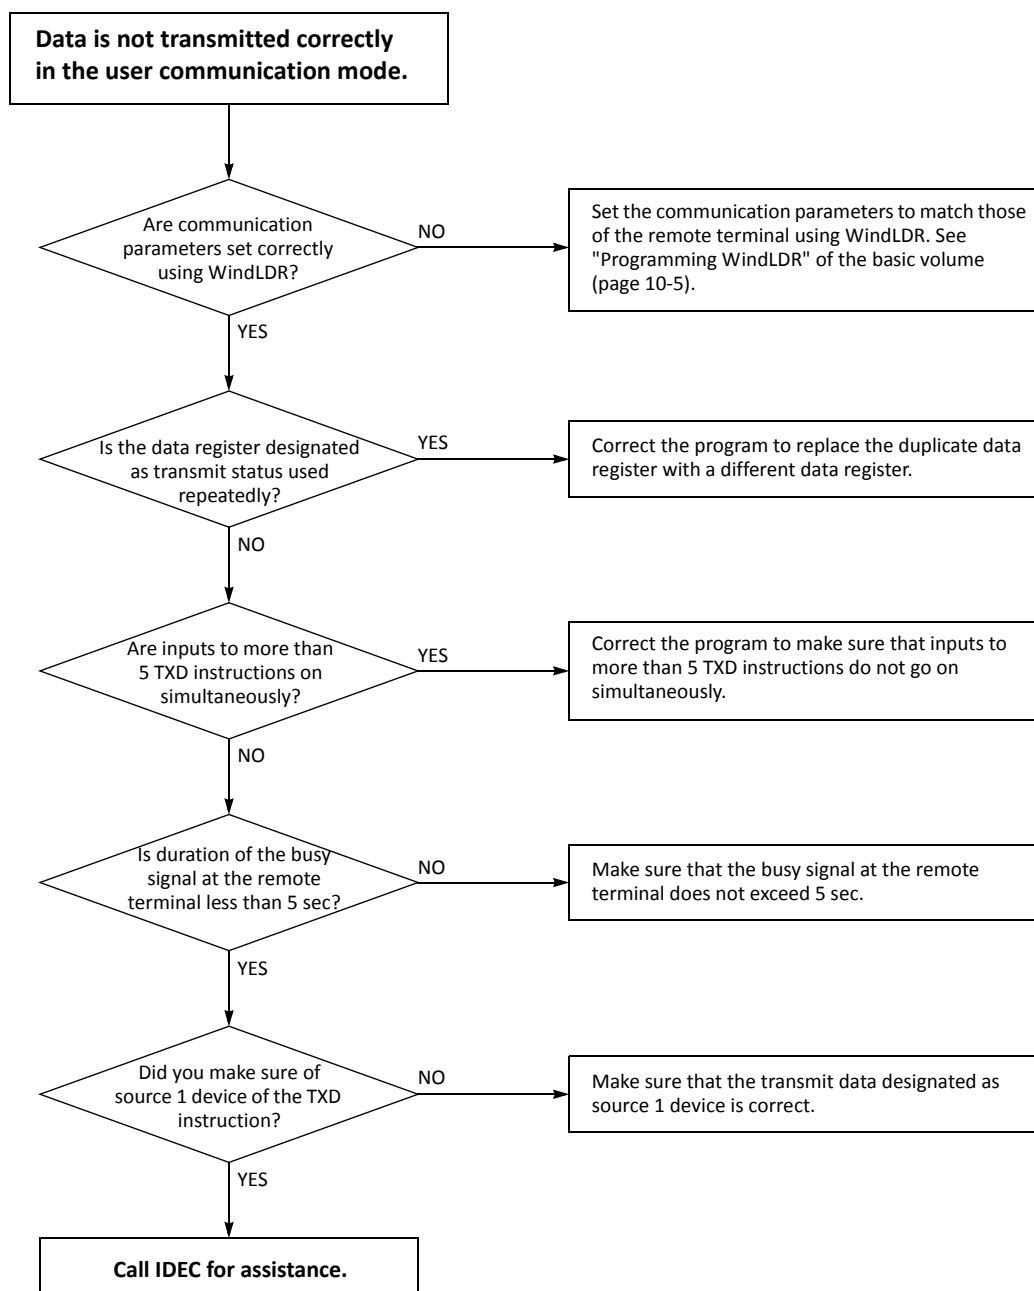 Data is not transmitted correctly
in the user communication mode.
Are communication
parameters set correctly
using WindLDR?
NO
Set the communication parameters to match those
of the remote terminal using WindLDR. See
"Programming WindLDR" of the basic volume
(page 10-5).
YES
Is the data register designated
as transmit status used
repeatedly?
YES
Correct the program to replace the duplicate data
register with a different data register.
NO
Are inputs to more than
5 TXD instructions on
simultaneously?
YES
Correct the program to make sure that inputs to
more than 5 TXD instructions do not go on
simultaneously.
NO
Is duration of the busy
signal at the remote
terminal less than 5 sec?
NO
Make sure that the busy signal at the remote
terminal does not exceed 5 sec.
YES
Did you make sure of
source 1 device of the TXD
instruction?
NO
Make sure that the transmit data designated as
source 1 device is correct.
YES
Call IDEC for assistance.